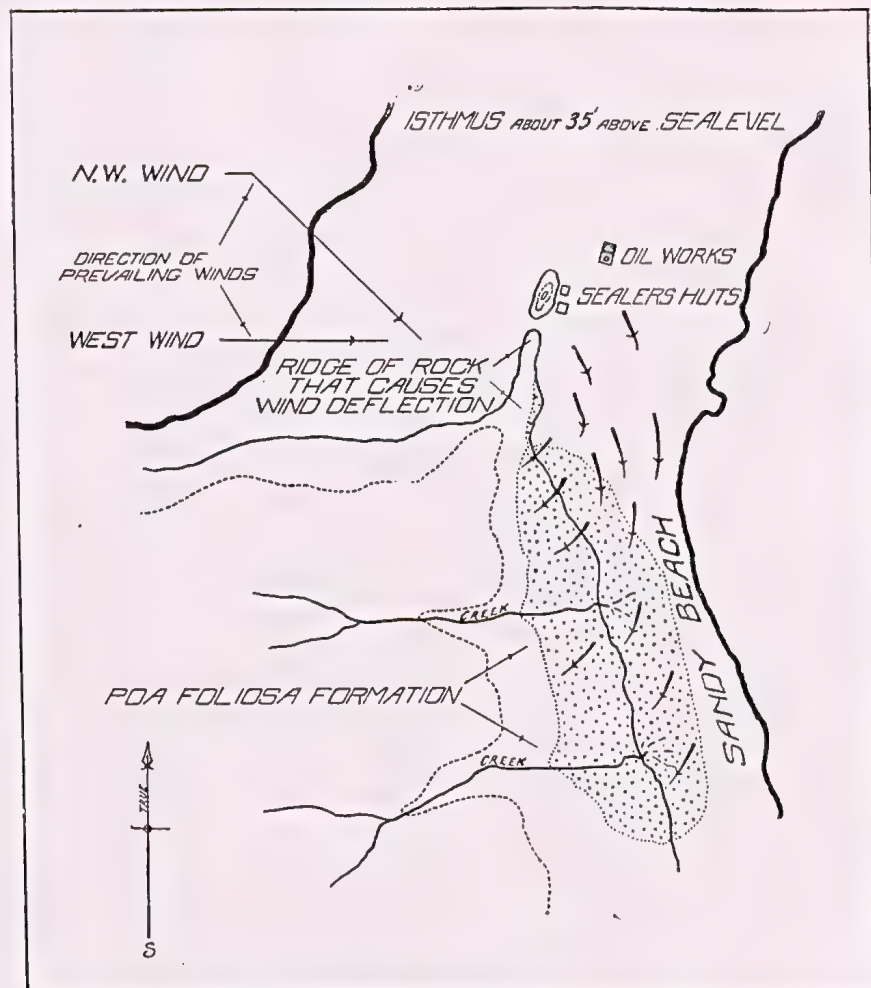 ISTHMUS ABOUT 35' ABOVE SEALEVEL
N.W. WIND
DIRECTION OF
PREVAILING WINDS
OIL WORKS
SEALERS HUTS
WEST WIND
RIDGE OF ROCK
THAT CAUSES
WIND DEFLECTION
SANDY BEACH
CREEK
POA FOLIOSA FORMATION
CREEK
TRUE
S